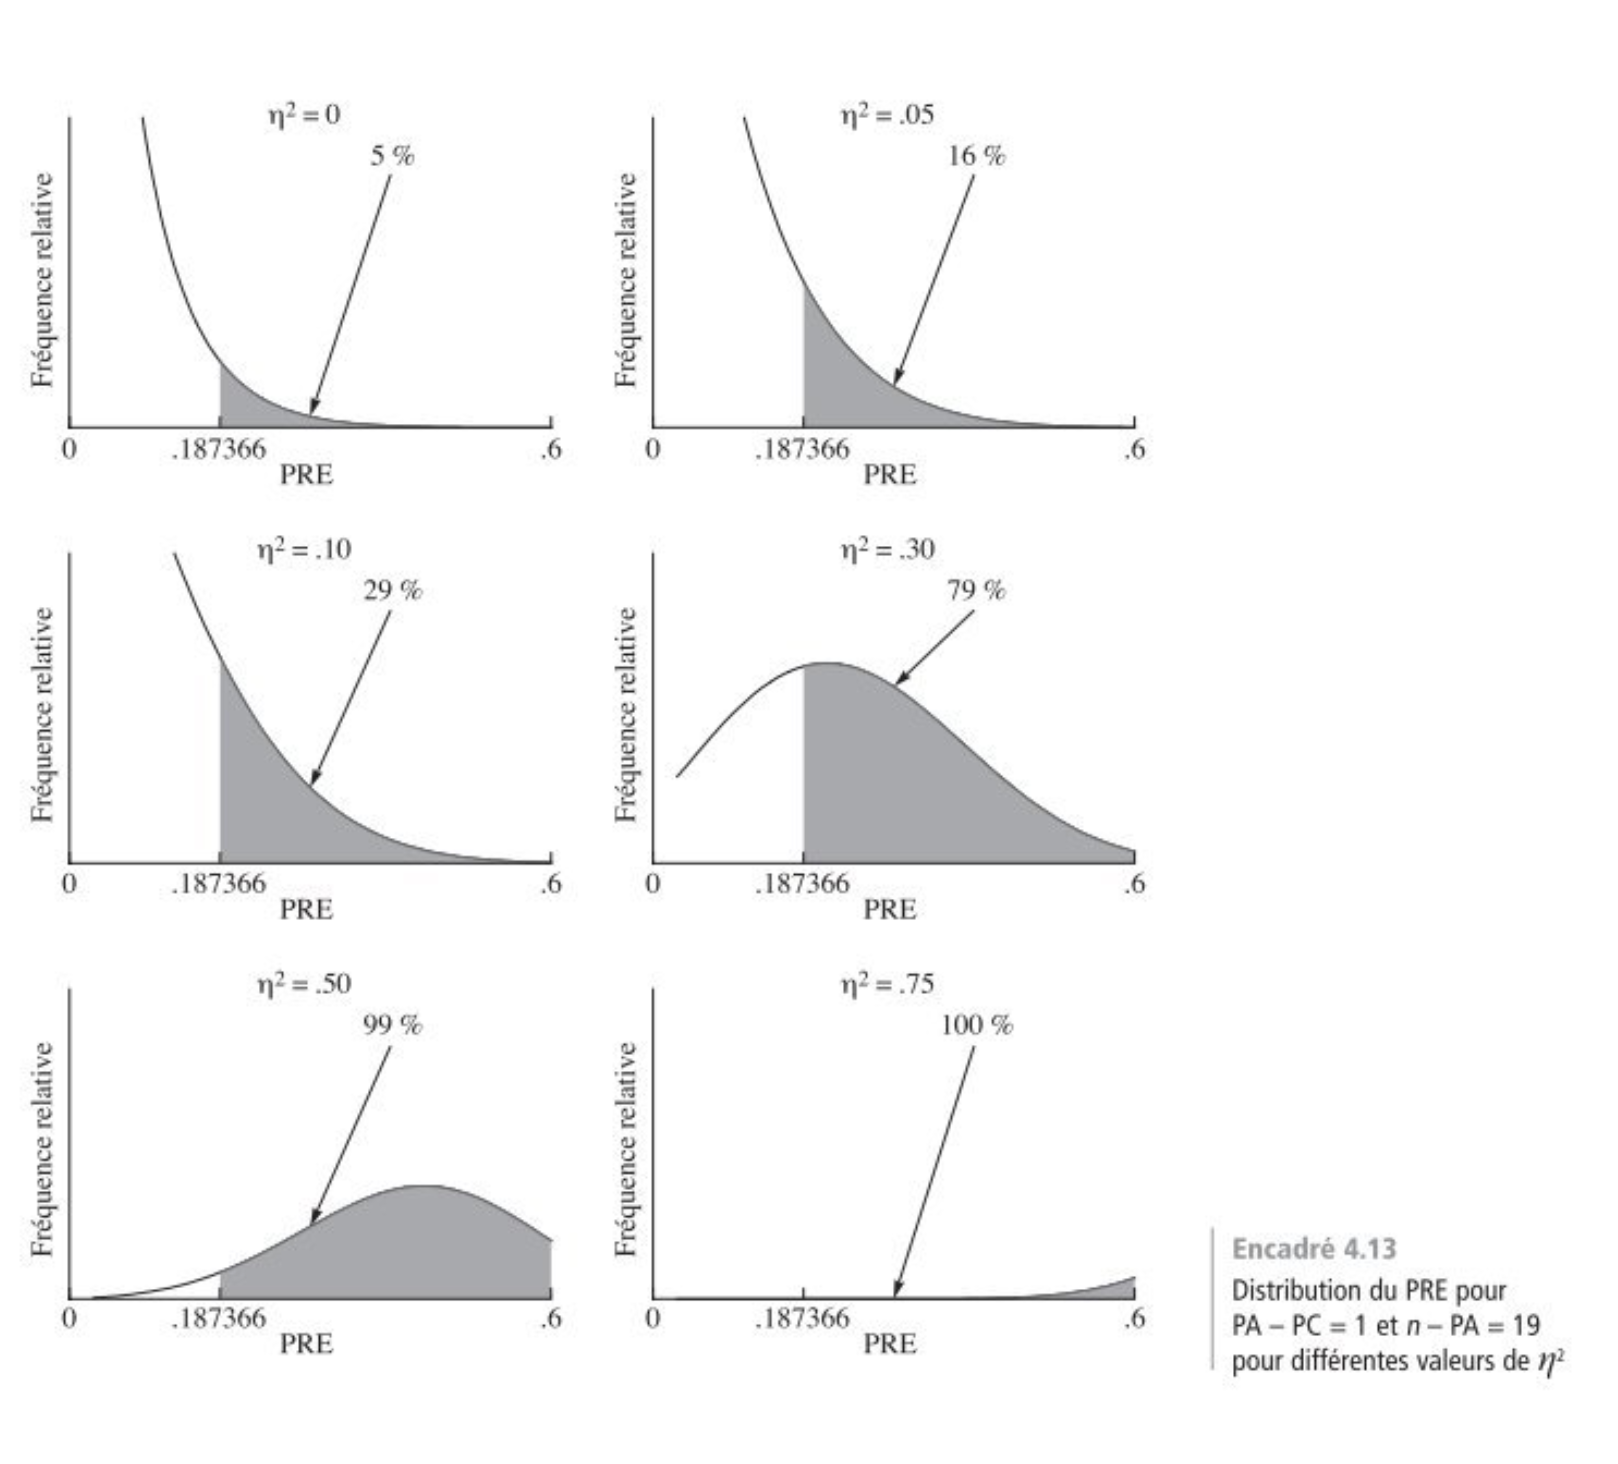 η² = 0
5 %
Fréquence relative
0
.187366
.6
PRE
η² = .05
16 %
Fréquence relative
0
.187366
.6
PRE
η² = .10
29 %
Fréquence relative
0
.187366
.6
PRE
η² = .30
79 %
Fréquence relative
0
.187366
.6
PRE
η² = .50
99 %
Fréquence relative
0
.187366
.6
PRE
η² = .75
100 %
Fréquence relative
0
.187366
.6
PRE
Encadré 4.13
Distribution du PRE pour
PA – PC = 1 et n – PA = 19
pour différentes valeurs de η²